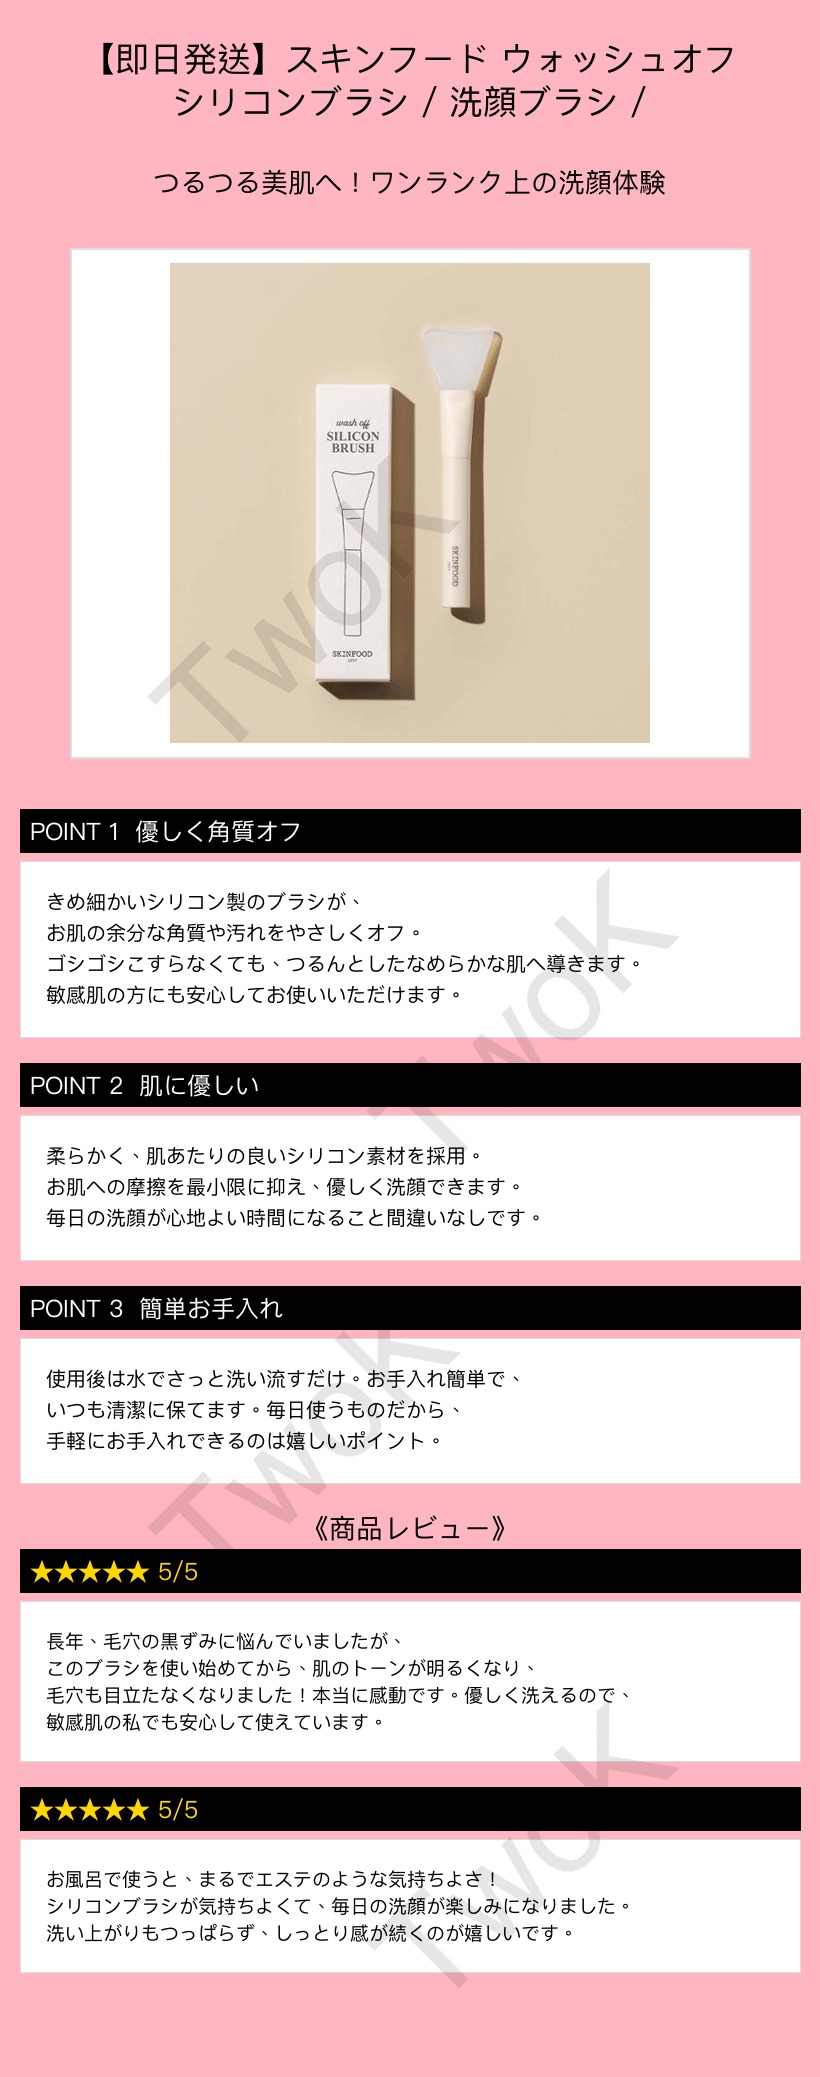 【即日発送】スキンフード ウォッシュオフ
シリコンブラシ / 洗顔ブラシ /
つるつる美肌へ！ワンランク上の洗顔体験
wash off
SILICON
BRUSH
SKINFOOD
SKINFOOD
TwoK
POINT 1 優しく角質オフ
きめ細かいシリコン製のブラシが、
お肌の余分な角質や汚れをやさしくオフ。
ゴシゴシこすらなくても、つるんとしたなめらかな肌へ導きます。
敏感肌の方にも安心してお使いいただけます。
TwoK
POINT 2 肌に優しい
柔らかく、肌あたりの良いシリコン素材を採用。
お肌への摩擦を最小限に抑え、優しく洗顔できます。
毎日の洗顔が心地よい時間になること間違いなしです。
POINT 3 簡単お手入れ
使用後は水でさっと洗い流すだけ。お手入れ簡単で、
いつも清潔に保てます。毎日使うものだから、
手軽にお手入れできるのは嬉しいポイント。
TwoK
《商品レビュー》
★★★★★ 5/5
長年、毛穴の黒ずみに悩んでいましたが、
このブラシを使い始めてから、肌のトーンが明るくなり、
毛穴も目立たなくなりました！本当に感動です。優しく洗えるので、
敏感肌の私でも安心して使えています。
★★★★★ 5/5
お風呂で使うと、まるでエステのような気持ちよさ！
シリコンブラシが気持ちよくて、毎日の洗顔が楽しみになりました。
洗い上がりもつっぱらず、しっとり感が続くのが嬉しいです。
TwoK